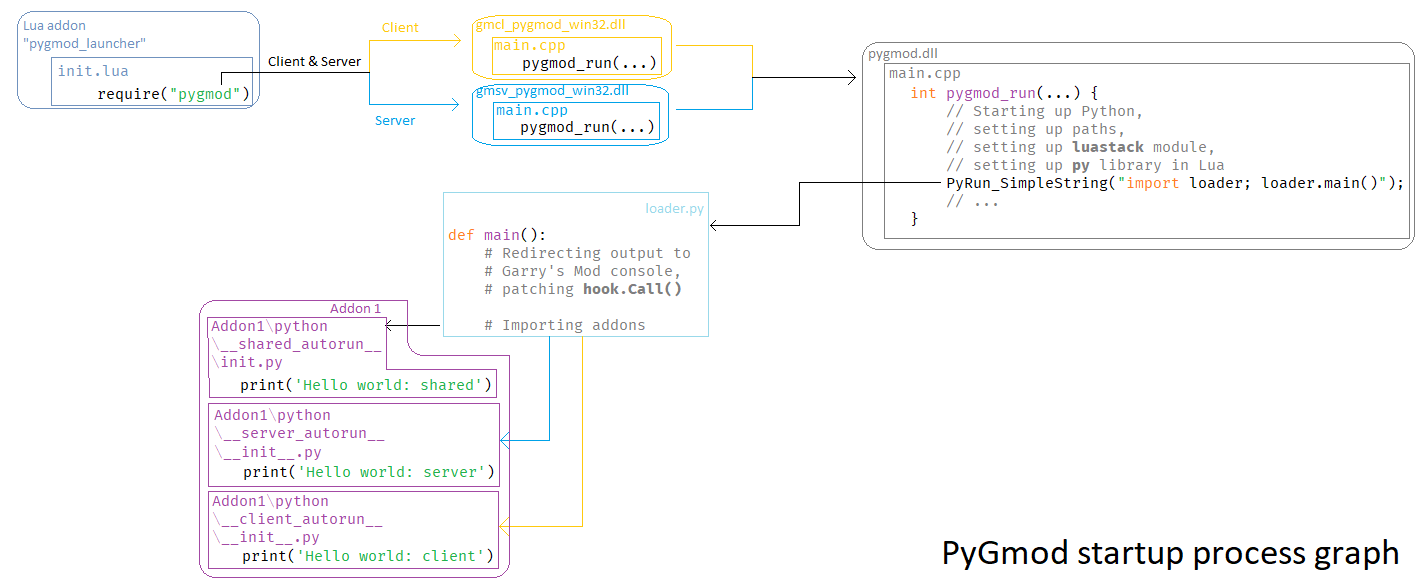 Lua addon
"pygmod_launcher"
init.lua
require("pygmod")
Client & Server
Client
Server
gmcl_pygmod_win32.dll
main.cpp
pygmod_run(...)
gmsv_pygmod_win32.dll
main.cpp
pygmod_run(...)
pygmod.dll
main.cpp
int pygmod_run(...) {
// Starting up Python,
// setting up paths,
// setting up luastack module,
// setting up py library in Lua
PyRun_SimpleString("import loader; loader.main()");
// ...
}
loader.py
def main():
# Redirecting output to
# Garry's Mod console,
# patching hook.Call()
# Importing addons
Addon 1
Addon1\python
\__shared_autorun__
\init.py
print('Hello world: shared')
Addon1\python
\__server_autorun__
\__init__.py
print('Hello world: server')
Addon1\python
\__client_autorun__
\__init__.py
print('Hello world: client')
PyGmod startup process graph